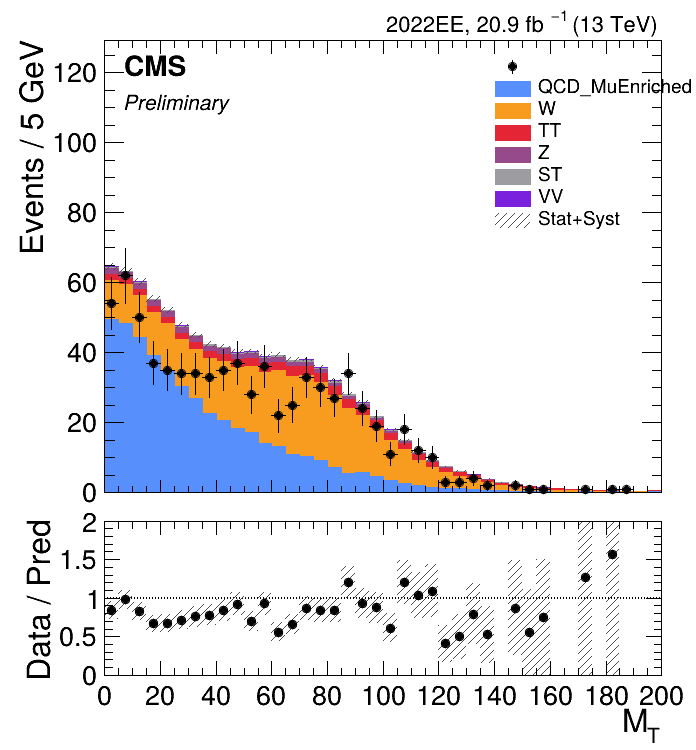 2022EE, 20.9 fb ⁻¹ (13 TeV)
CMS
Preliminary
QCD_MuEnriched
W
TT
Z
ST
VV
Stat+Syst
Events / 5 GeV
120
100
80
60
40
20
0
Data / Pred
2
1.5
1
0.5
0
0 20 40 60 80 100 120 140 160 180 200
M_T